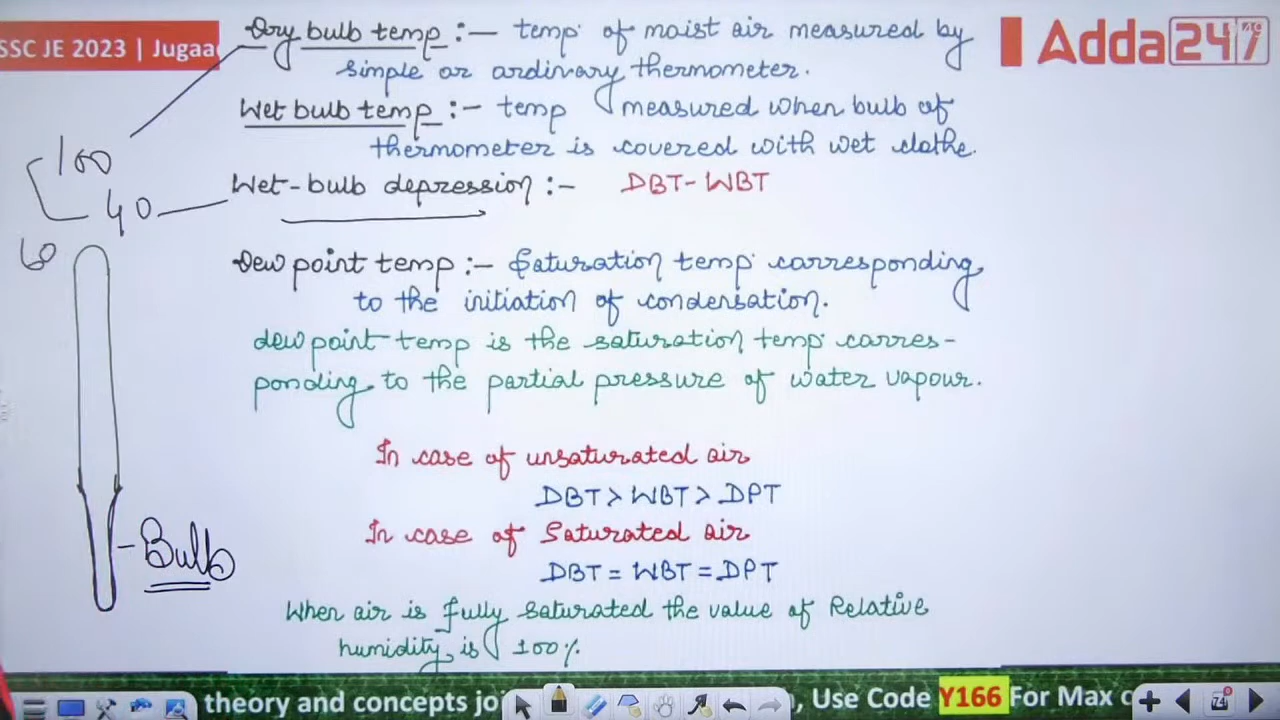 SSC JE 2023 | Jugaa
Adda 247
Dry bulb temp :- temp. of moist air measured by
simple or ordinary thermometer.
Wet bulb temp :- temp measured when bulb of
thermometer is covered with wet clothe.
100
Wet-bulb depression :- DBT-WBT
40
60
Dew point temp :- Saturation temp. corresponding
to the initiation of condensation.
dew point temp is the saturation temp. corres-
ponding to the partial pressure of water vapour.
In case of unsaturated air
DBT > WBT > DPT
In case of Saturated air
DBT = WBT = DPT
Bulb
When air is fully saturated the value of Relative
humidity is 100%
theory and concepts joi , Use Code Y166 For Max